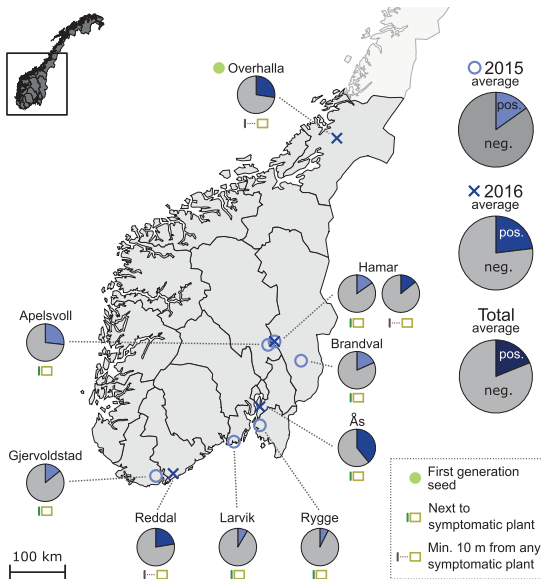 Overhalla
2015
average
pos.
neg.
2016
average
pos.
neg.
Hamar
Total
average
pos.
Apelsvoll
Brandval
Ås
Gjervoldstad
Reddal
Larvik
Rygge
First generation
seed
Next to
symptomatic plant
Min. 10 m from any
symptomatic plant
100 km